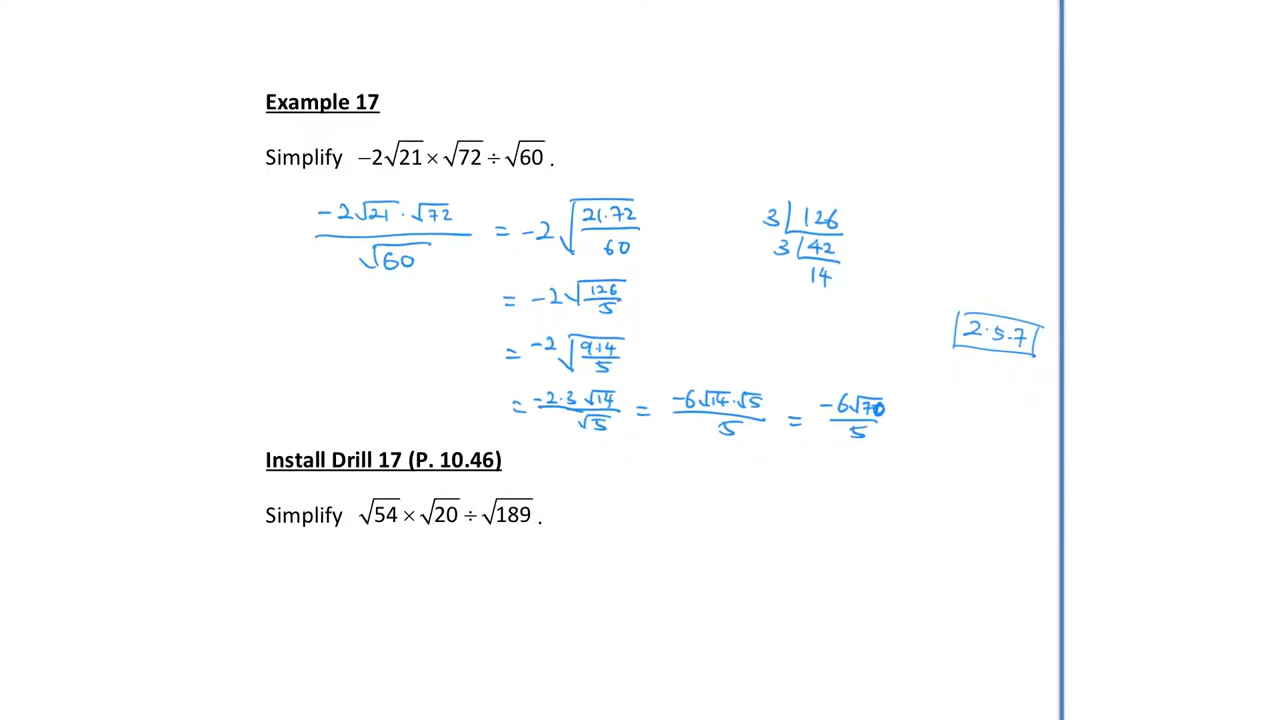 Example 17
Simplify −2√21 × √72 ÷ √60 .
-2√21 · √72 / √60 = -2 √(21·72 / 60)
3 | 126
3 | 42
14
= -2 √(126 / 5)
2·5·7
= -2 √(9·14 / 5)
= -2·3 √14 / √5 = -6√14·√5 / 5 = -6√70 / 5
Install Drill 17 (P. 10.46)
Simplify √54 × √20 ÷ √189 .